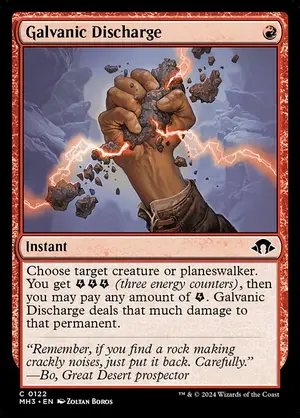 Galvanic Discharge
Instant
Choose target creature or planeswalker.
You get (three energy counters), then
you may pay any amount of . Galvanic
Discharge deals that much damage to
that permanent.
“Remember, if you find a rock making
crackly noises, just put it back. Carefully.”
—Bo, Great Desert prospector
C 0122
MH3 • EN ZOLTAN BOROS
™ & © 2024 Wizards of the Coast